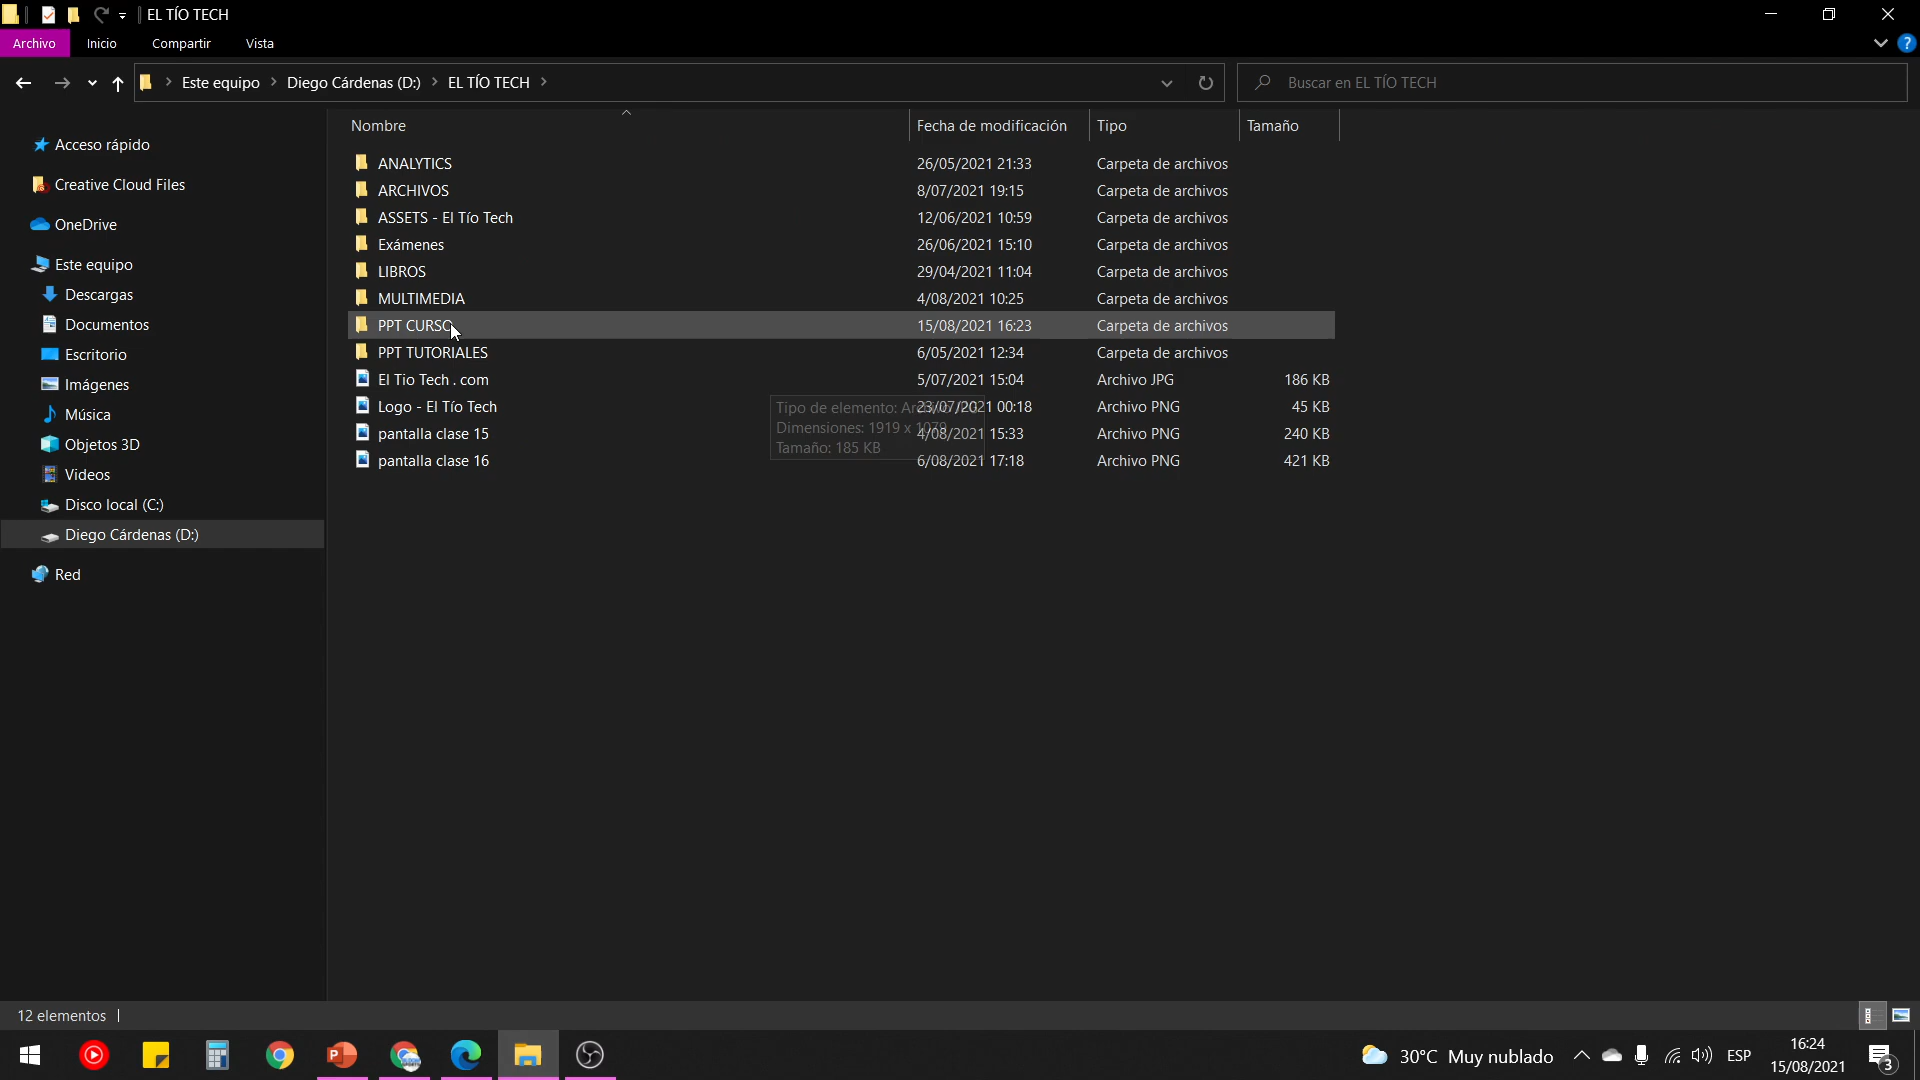 EL TÍO TECH
Archivo Inicio Compartir Vista
Este equipo > Diego Cárdenas (D:) > EL TÍO TECH >
Buscar en EL TÍO TECH
Nombre Fecha de modificación Tipo Tamaño
Acceso rápido
Creative Cloud Files
OneDrive
Este equipo
Descargas
Documentos
Escritorio
Imágenes
Música
Objetos 3D
Videos
Disco local (C:)
Diego Cárdenas (D:)
Red
ANALYTICS 26/05/2021 21:33 Carpeta de archivos
ARCHIVOS 8/07/2021 19:15 Carpeta de archivos
ASSETS - El Tío Tech 12/06/2021 10:59 Carpeta de archivos
Exámenes 26/06/2021 15:10 Carpeta de archivos
LIBROS 29/04/2021 11:04 Carpeta de archivos
MULTIMEDIA 4/08/2021 10:25 Carpeta de archivos
PPT CURSO 15/08/2021 16:23 Carpeta de archivos
PPT TUTORIALES 6/05/2021 12:34 Carpeta de archivos
El Tio Tech . com 5/07/2021 15:04 Archivo JPG 186 KB
Logo - El Tío Tech 23/07/2021 00:18 Archivo PNG 45 KB
pantalla clase 15 4/08/2021 15:33 Archivo PNG 240 KB
pantalla clase 16 6/08/2021 17:18 Archivo PNG 421 KB
Tipo de elemento:
Dimensiones: 1919 x 1079
Tamaño: 185 KB
12 elementos
30°C Muy nublado
ESP
16:24
15/08/2021
3